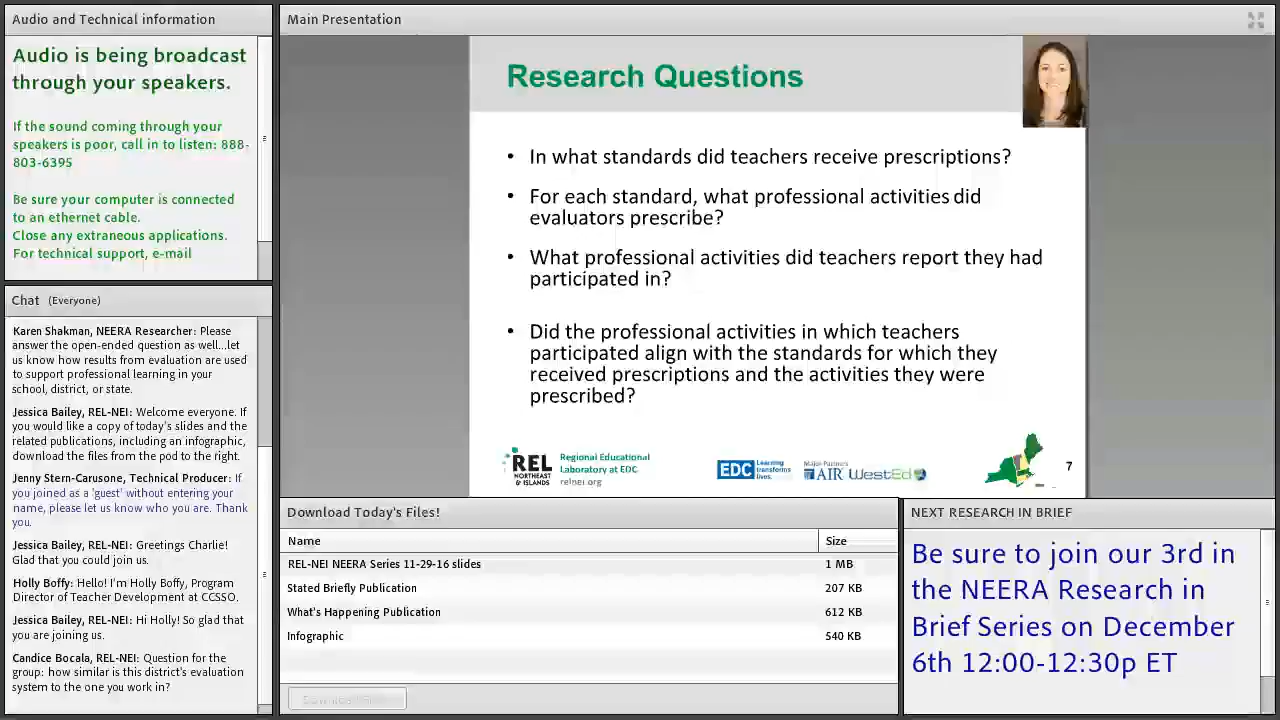 Audio and Technical information
Audio is being broadcast
through your speakers.
If the sound coming through your
speakers is poor, call in to listen: 888-
803-6395
Be sure your computer is connected
to an ethernet cable.
Close any extraneous applications.
For technical support, e-mail
Chat (Everyone)
Karen Shakman, NEERA Researcher: Please
answer the open-ended question as well...let
us know how results from evaluation are used
to support professional learning in your
school, district, or state.
Jessica Bailey, REL-NEI: Welcome everyone. If
you would like a copy of today's slides and the
related publications, including an infographic,
download the files from the pod to the right.
Jenny Stern-Carusone, Technical Producer: If
you joined as a 'guest' without entering your
name, please let us know who you are. Thank
you.
Jessica Bailey, REL-NEI: Greetings Charlie!
Glad that you could join us.
Holly Boffy: Hello! I'm Holly Boffy, Program
Director of Teacher Development at CCSSO.
Jessica Bailey, REL-NEI: Hi Holly! So glad that
you are joining us.
Candice Bocala, REL-NEI: Question for the
group: how similar is this district's evaluation
system to the one you work in?
Main Presentation
Research Questions
• In what standards did teachers receive prescriptions?
• For each standard, what professional activities did
evaluators prescribe?
• What professional activities did teachers report they had
participated in?
• Did the professional activities in which teachers
participated align with the standards for which they
received prescriptions and the activities they were
prescribed?
REL
NORTHEAST
& ISLANDS
Regional Educational
Laboratory at EDC
relnei.org
EDC
Learning
transforms
lives.
Major Partners
AIR WestEd
7
Download Today's Files!
Name Size
REL-NEI NEERA Series 11-29-16 slides 1 MB
Stated Briefly Publication 207 KB
What's Happening Publication 612 KB
Infographic 540 KB
NEXT RESEARCH IN BRIEF
Be sure to join our 3rd in
the NEERA Research in
Brief Series on December
6th 12:00-12:30p ET